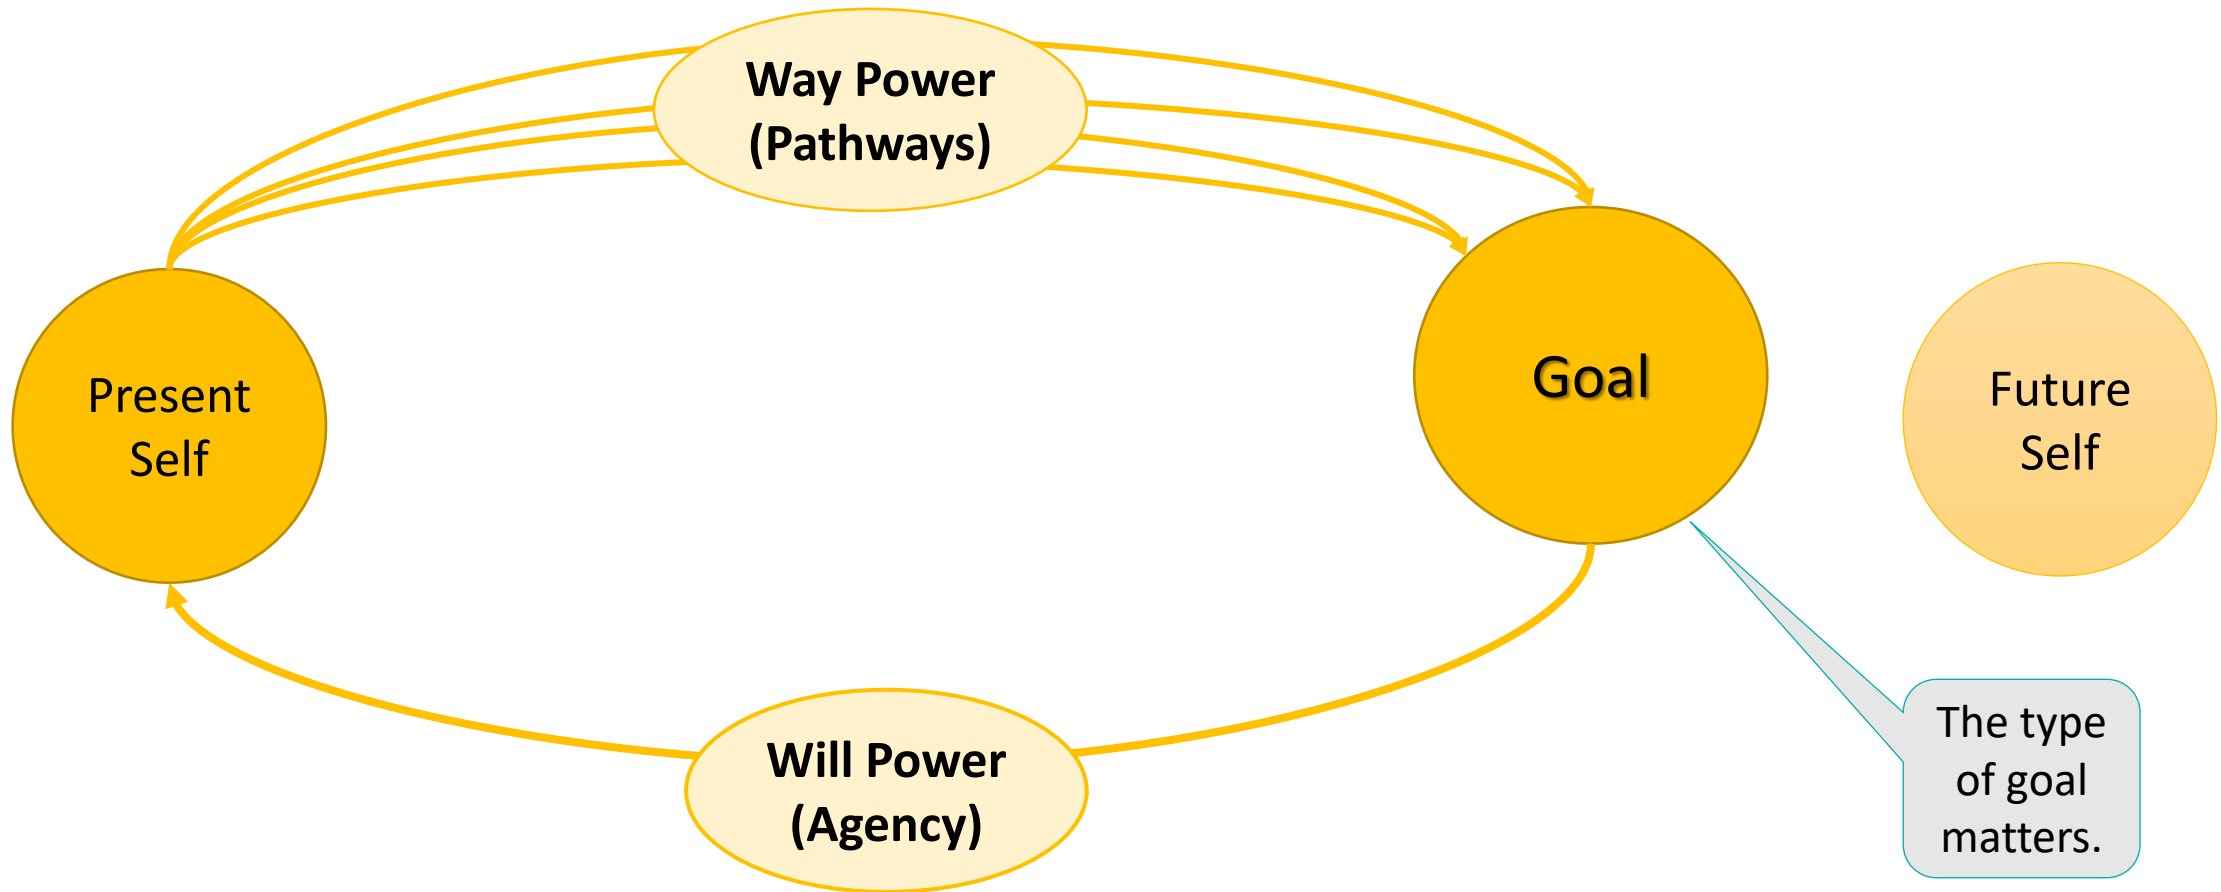 Way Power
(Pathways)
Present
Self
Goal
Future
Self
Will Power
(Agency)
The type
of goal
matters.